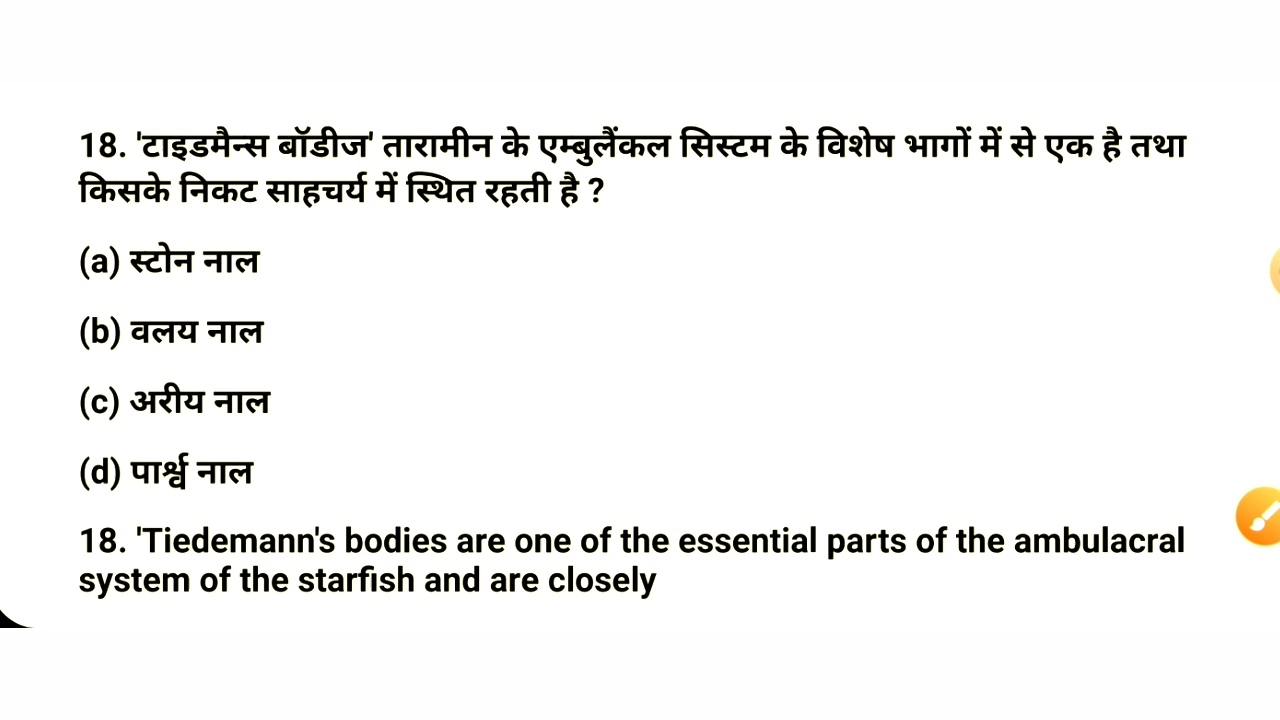 18. 'टाइडमैन्स बॉडीज' तारामीन के एम्बुलैंकल सिस्टम के विशेष भागों में से एक है तथा
किसके निकट साहचर्य में स्थित रहती है ?
(a) स्टोन नाल
(b) वलय नाल
(c) अरीय नाल
(d) पार्श्व नाल
18. 'Tiedemann's bodies are one of the essential parts of the ambulacral
system of the starfish and are closely